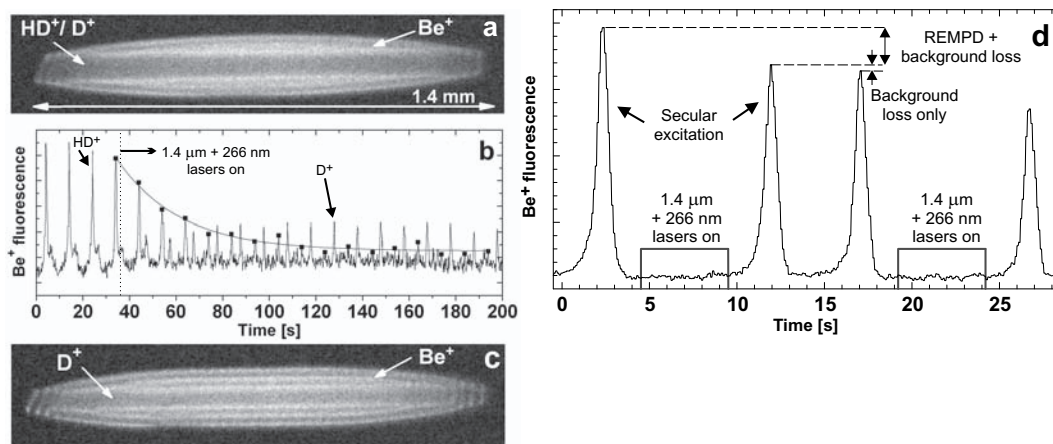 HD⁺/ D⁺
Be⁺
a
1.4 mm
Be⁺ fluorescence
HD⁺
1.4 µm + 266 nm
lasers on
b
D⁺
0 20 40 60 80 100 120 140 160 180 200
Time [s]
D⁺
Be⁺
c
d
REMPD +
background loss
Secular
excitation
Background
loss only
1.4 µm
+ 266 nm
lasers on
1.4 µm
+ 266 nm
lasers on
Be⁺ fluorescence
0 5 10 15 20 25
Time [s]